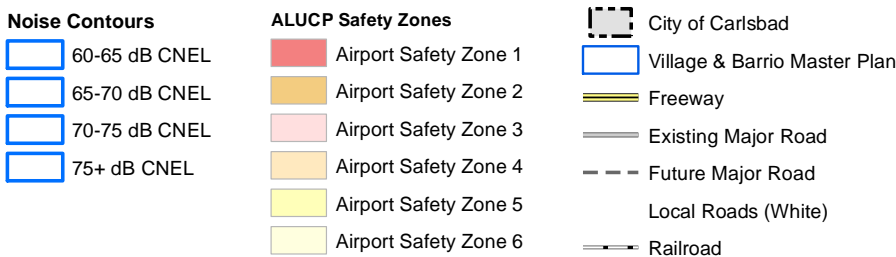 Noise Contours
60-65 dB CNEL
65-70 dB CNEL
70-75 dB CNEL
75+ dB CNEL
ALUCP Safety Zones
Airport Safety Zone 1
Airport Safety Zone 2
Airport Safety Zone 3
Airport Safety Zone 4
Airport Safety Zone 5
Airport Safety Zone 6
City of Carlsbad
Village & Barrio Master Plan
Freeway
Existing Major Road
Future Major Road
Local Roads (White)
Railroad